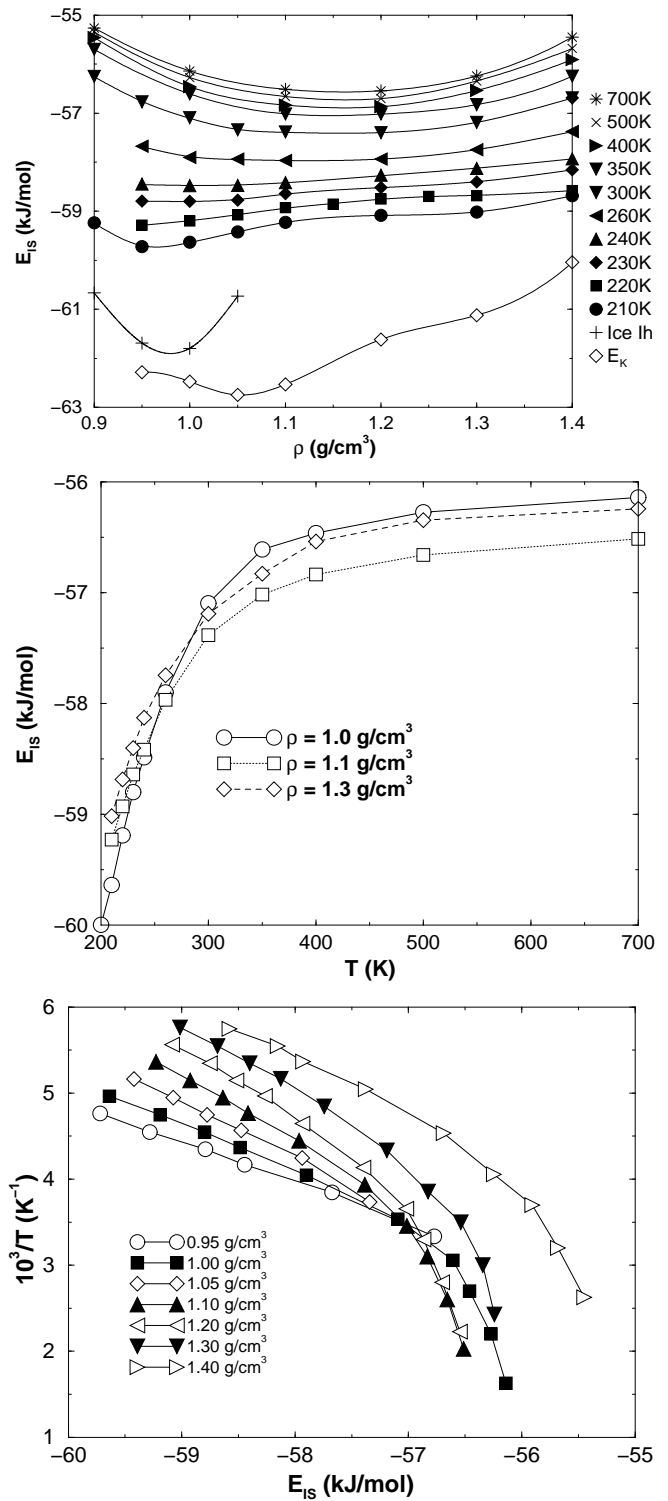 −55
−57
−59
−61
−63
E_IS (kJ/mol)
0.9 1.0 1.1 1.2 1.3 1.4
ρ (g/cm³)
700K
500K
400K
350K
300K
260K
240K
230K
220K
210K
Ice Ih
E_K
−56
−57
−58
−59
−60
E_IS (kJ/mol)
ρ = 1.0 g/cm³
ρ = 1.1 g/cm³
ρ = 1.3 g/cm³
200 300 400 500 600 700
T (K)
6
5
4
3
2
1
10³/T (K⁻¹)
0.95 g/cm³
1.00 g/cm³
1.05 g/cm³
1.10 g/cm³
1.20 g/cm³
1.30 g/cm³
1.40 g/cm³
−60 −59 −58 −57 −56 −55
E_IS (kJ/mol)